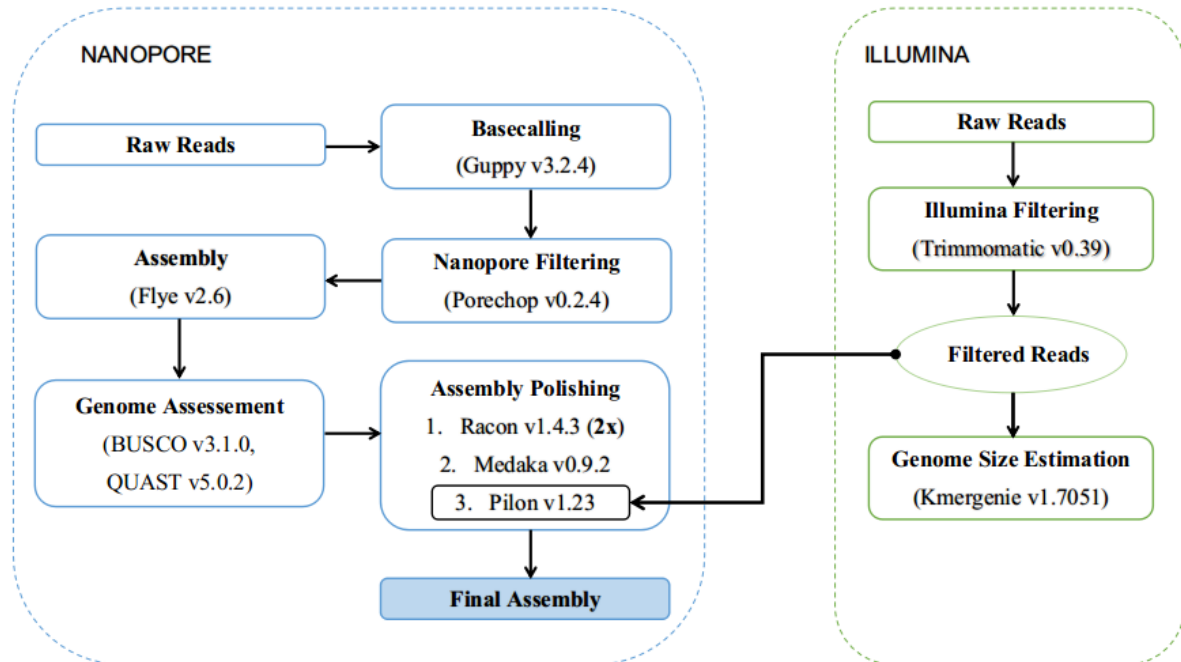 NANOPORE
Raw Reads
Basecalling
(Guppy v3.2.4)
Assembly
(Flye v2.6)
Nanopore Filtering
(Porechop v0.2.4)
Genome Assessement
(BUSCO v3.1.0,
QUAST v5.0.2)
Assembly Polishing
1. Racon v1.4.3 (2x)
2. Medaka v0.9.2
3. Pilon v1.23
Final Assembly
ILLUMINA
Raw Reads
Illumina Filtering
(Trimmomatic v0.39)
Filtered Reads
Genome Size Estimation
(Kmergenie v1.7051)